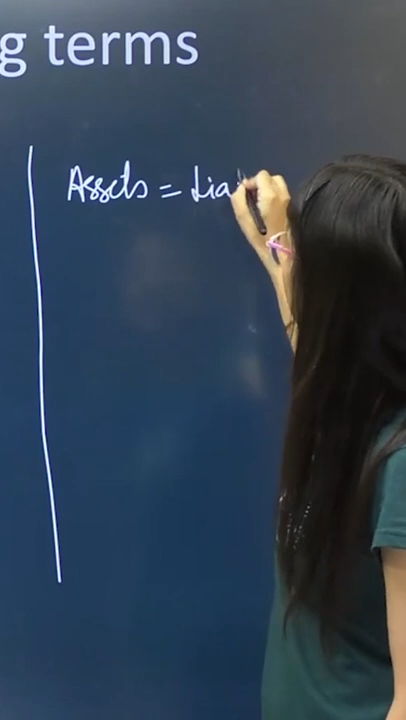 g terms
Assets = Lia